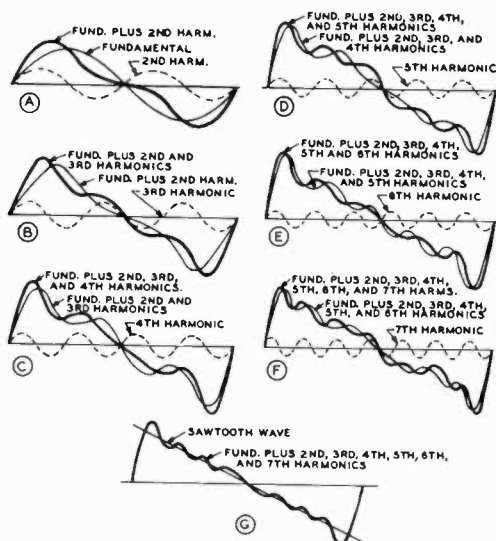 FUND. PLUS 2ND HARM.
FUNDAMENTAL
2ND HARM.
A
FUND. PLUS 2ND AND
3RD HARMONICS
FUND. PLUS 2ND HARM.
3RD HARMONIC
B
FUND. PLUS 2ND, 3RD,
AND 4TH HARMONICS.
FUND. PLUS 2ND AND
3RD HARMONICS
4TH HARMONIC
C
FUND. PLUS 2ND, 3RD, 4TH,
AND 5TH HARMONICS
FUND. PLUS 2ND, 3RD, AND
4TH HARMONICS
5TH HARMONIC
D
FUND. PLUS 2ND, 3RD, 4TH,
5TH AND 6TH HARMONICS
FUND. PLUS 2ND, 3RD, 4TH,
AND 5TH HARMONICS
6TH HARMONIC
E
FUND. PLUS 2ND, 3RD, 4TH,
5TH, 6TH, AND 7TH HARMS.
FUND. PLUS 2ND, 3RD, 4TH,
5TH, AND 6TH HARMONICS
7TH HARMONIC
F
SAWTOOTH WAVE
FUND. PLUS 2ND, 3RD, 4TH, 5TH, 6TH,
AND 7TH HARMONICS
G